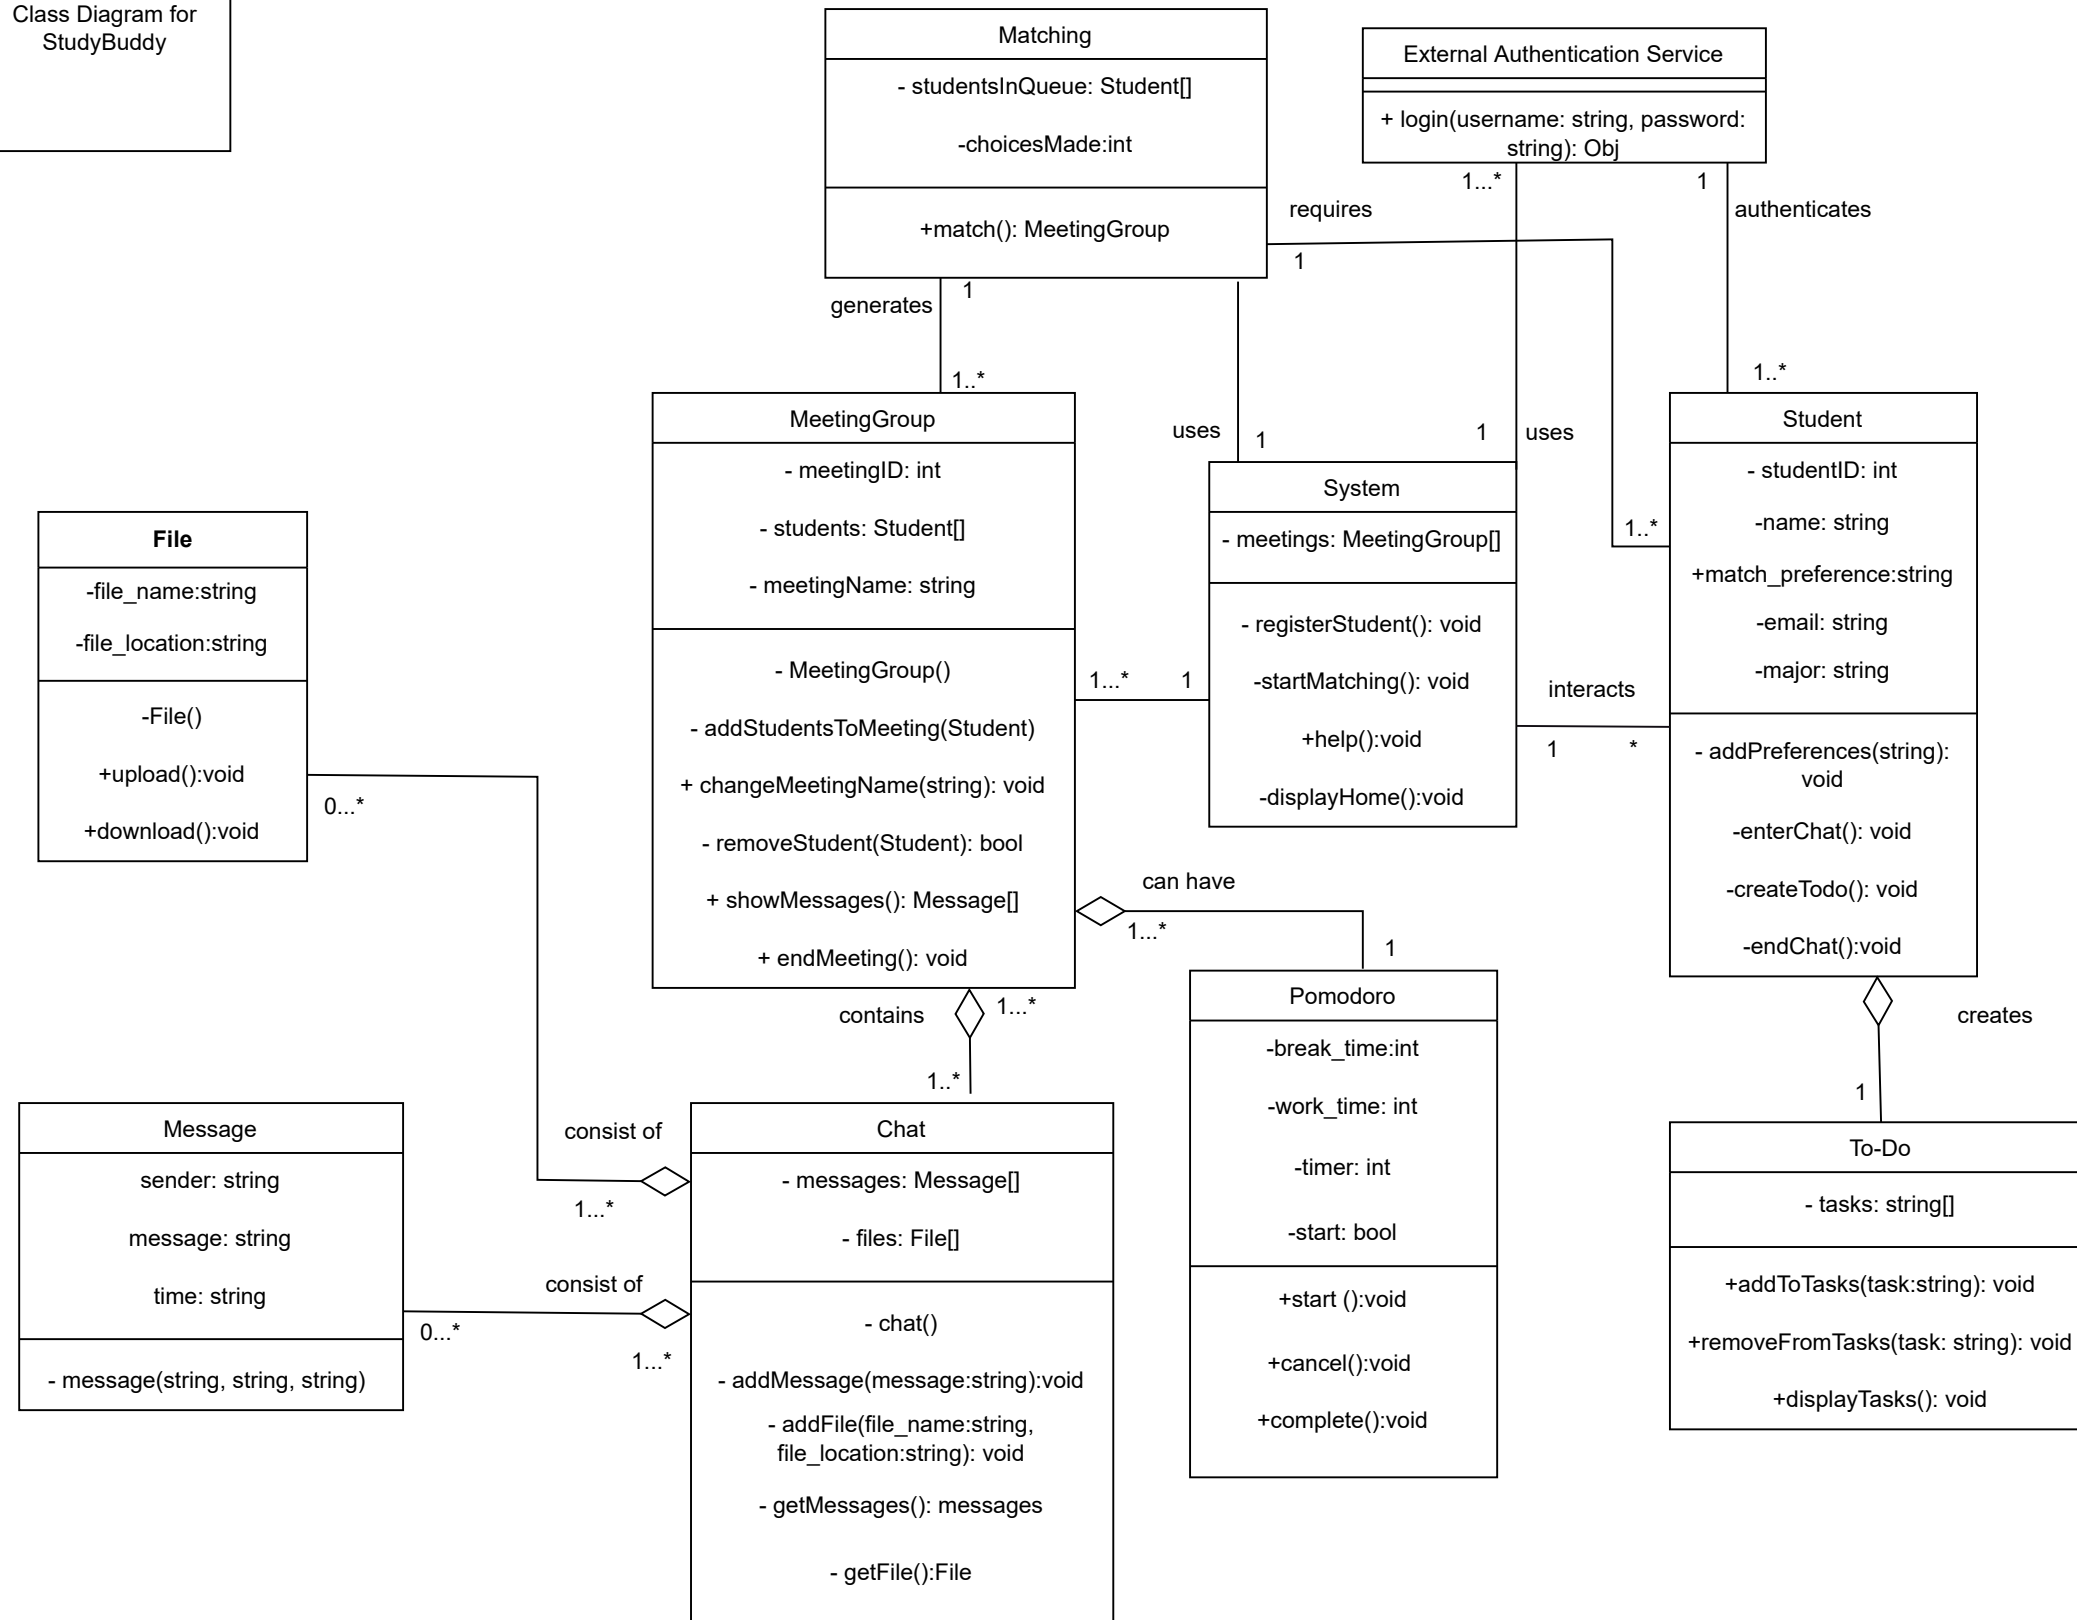 Class Diagram for
StudyBuddy
Matching
- studentsInQueue: Student[]
-choicesMade:int
+match(): MeetingGroup
External Authentication Service
+ login(username: string, password:
string): Obj
1...*
1
requires
authenticates
1
generates
1
1..*
1..*
uses
1
1
uses
MeetingGroup
- meetingID: int
- students: Student[]
- meetingName: string
- MeetingGroup()
- addStudentsToMeeting(Student)
+ changeMeetingName(string): void
- removeStudent(Student): bool
+ showMessages(): Message[]
+ endMeeting(): void
System
- meetings: MeetingGroup[]
- registerStudent(): void
-startMatching(): void
+help():void
-displayHome():void
1...*
1
Student
- studentID: int
-name: string
+match_preference:string
-email: string
-major: string
- addPreferences(string):
void
-enterChat(): void
-createTodo(): void
-endChat():void
1..*
interacts
1
*
File
-file_name:string
-file_location:string
-File()
+upload():void
+download():void
0...*
can have
1...*
1
contains
1...*
1..*
creates
1
Pomodoro
-break_time:int
-work_time: int
-timer: int
-start: bool
+start ():void
+cancel():void
+complete():void
Message
sender: string
message: string
time: string
- message(string, string, string)
consist of
1...*
consist of
0...*
1...*
Chat
- messages: Message[]
- files: File[]
- chat()
- addMessage(message:string):void
- addFile(file_name:string,
file_location:string): void
- getMessages(): messages
- getFile():File
To-Do
- tasks: string[]
+addToTasks(task:string): void
+removeFromTasks(task: string): void
+displayTasks(): void